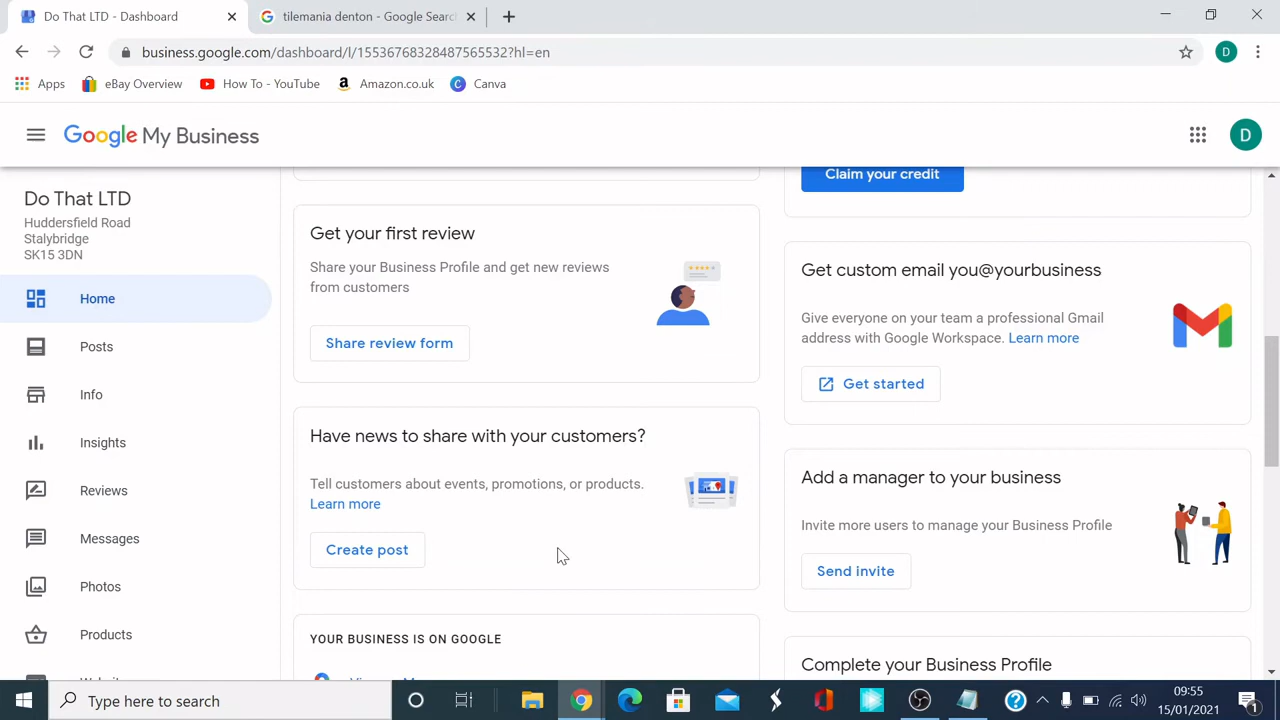 Do That LTD - Dashboard
tilemania denton - Google Searc
business.google.com/dashboard/l/15536768328487565532?hl=en
D
Apps
eBay Overview
How To - YouTube
Amazon.co.uk
Canva
Google My Business
D
Do That LTD
Huddersfield Road
Stalybridge
SK15 3DN
Home
Posts
Info
Insights
Reviews
Messages
Photos
Products
Get your first review
Share your Business Profile and get new reviews
from customers
Share review form
Have news to share with your customers?
Tell customers about events, promotions, or products.
Learn more
Create post
YOUR BUSINESS IS ON GOOGLE
Claim your credit
Get custom email you@yourbusiness
Give everyone on your team a professional Gmail
address with Google Workspace. Learn more
Get started
Add a manager to your business
Invite more users to manage your Business Profile
Send invite
Complete your Business Profile
Type here to search
09:55
15/01/2021
1